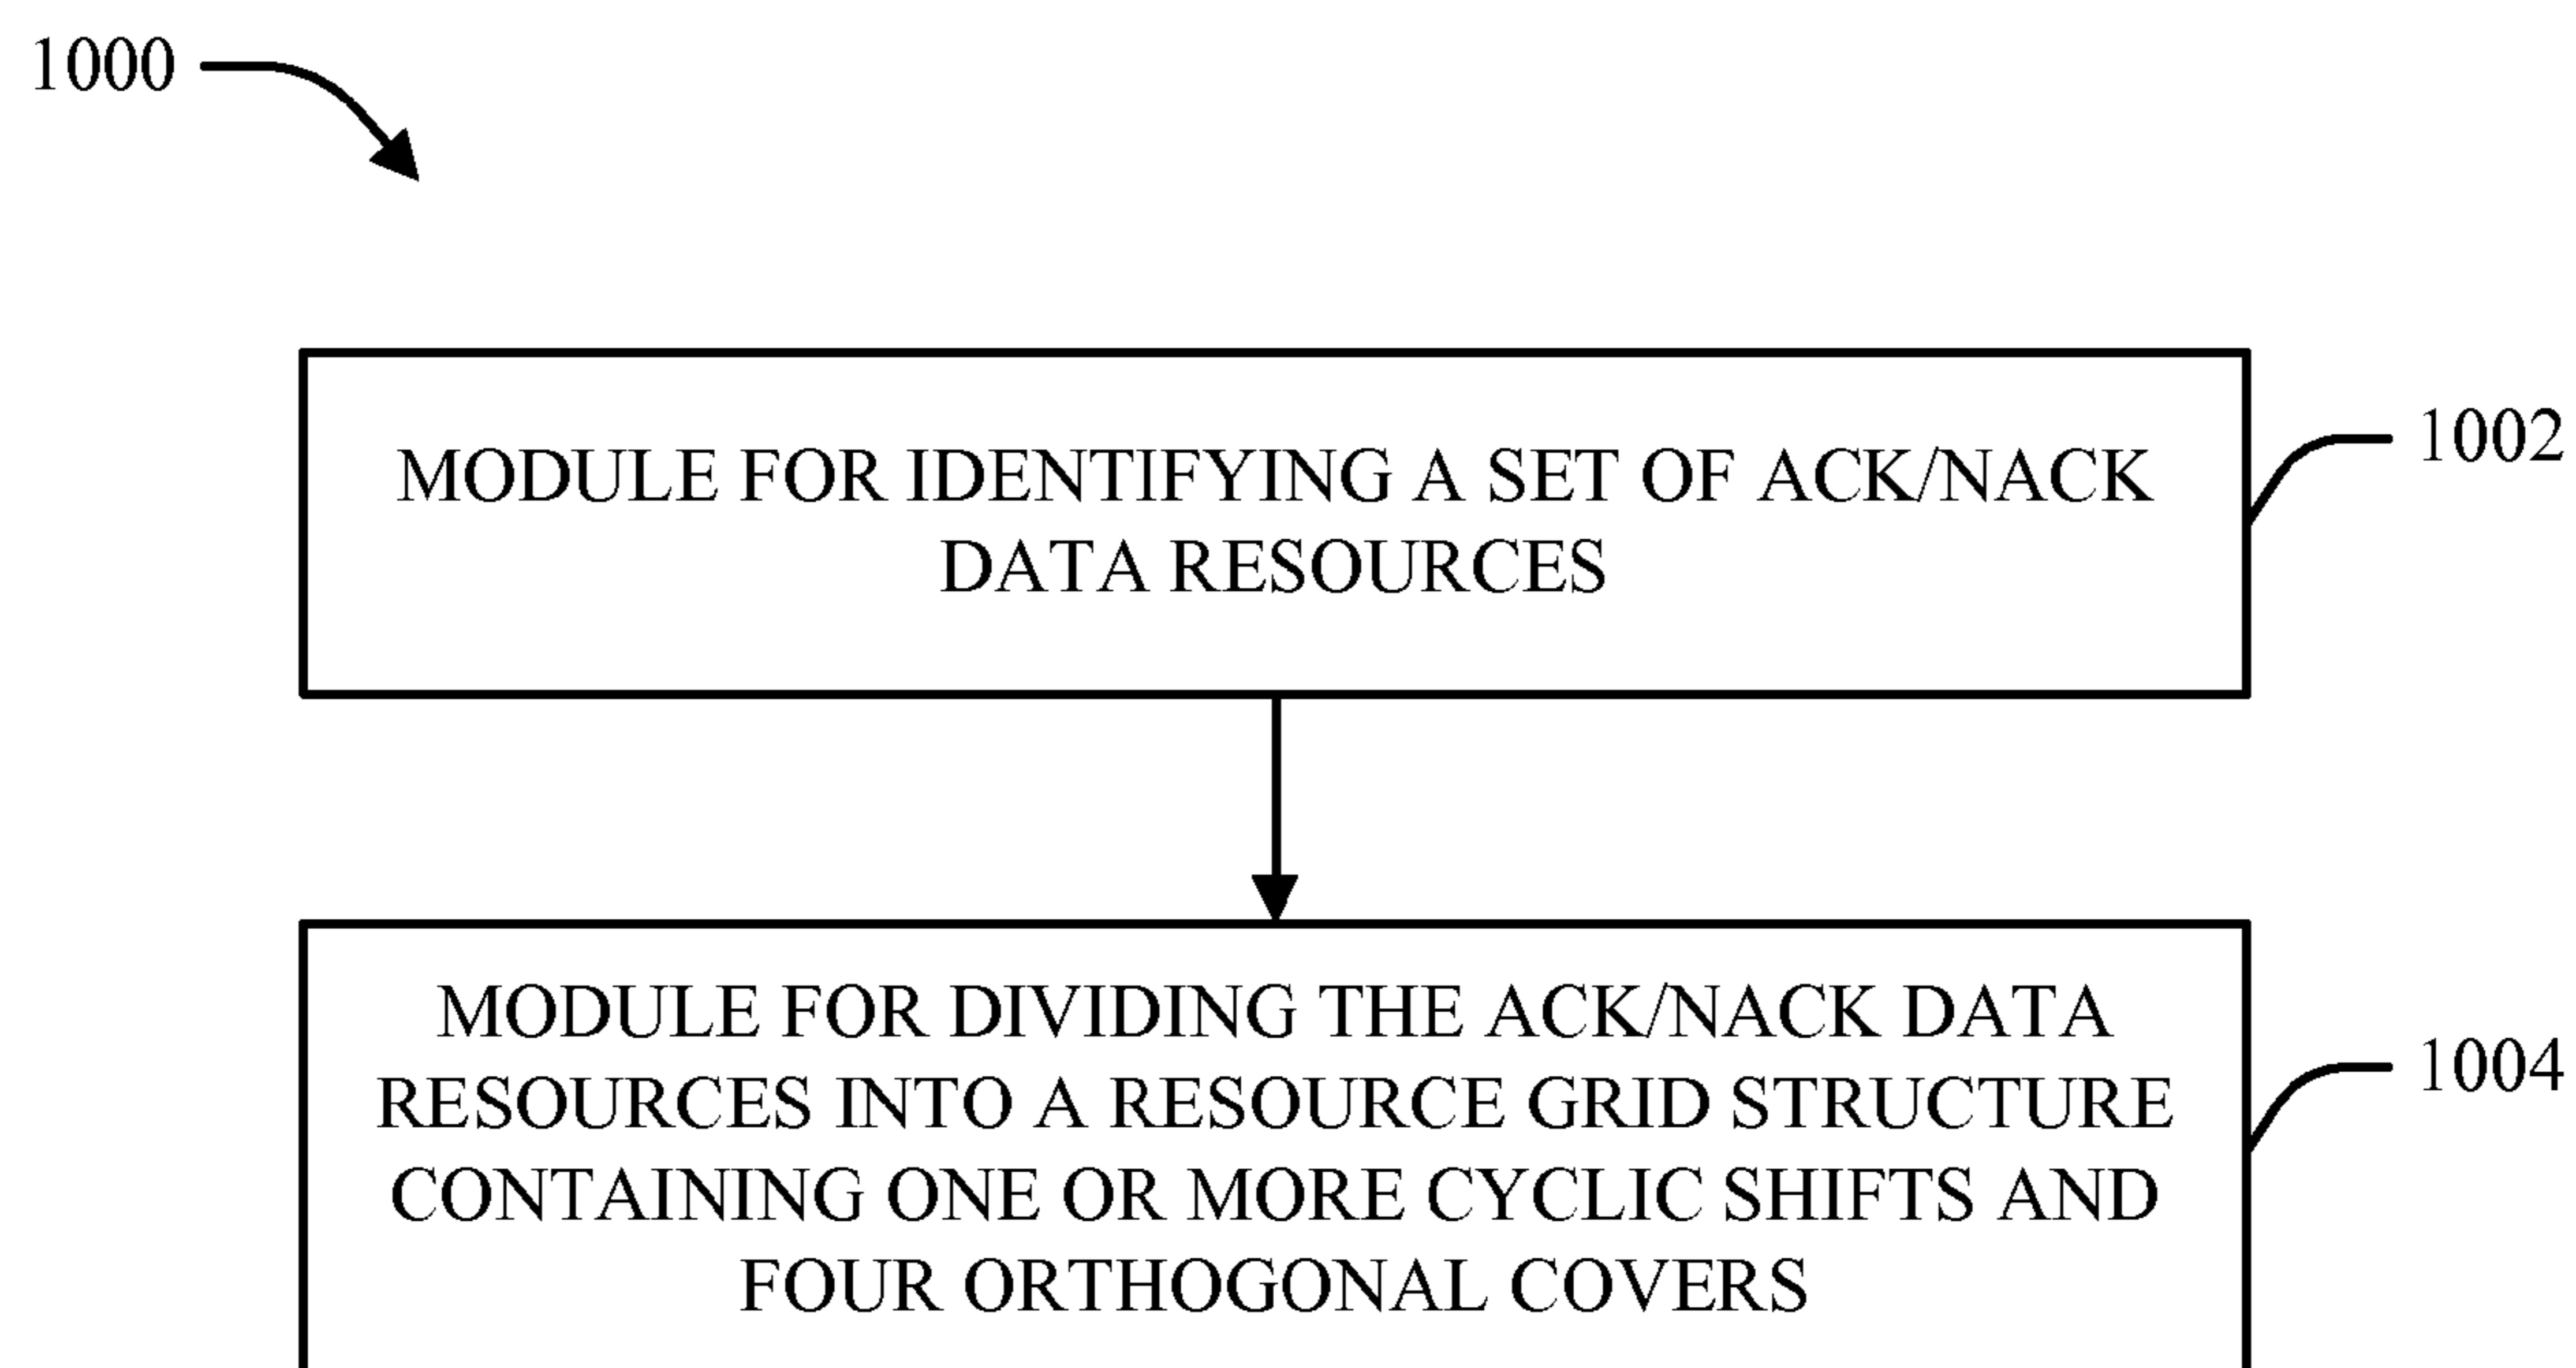 1000
MODULE FOR IDENTIFYING A SET OF ACK/NACK
DATA RESOURCES
1002
MODULE FOR DIVIDING THE ACK/NACK DATA
RESOURCES INTO A RESOURCE GRID STRUCTURE
CONTAINING ONE OR MORE CYCLIC SHIFTS AND
FOUR ORTHOGONAL COVERS
1004